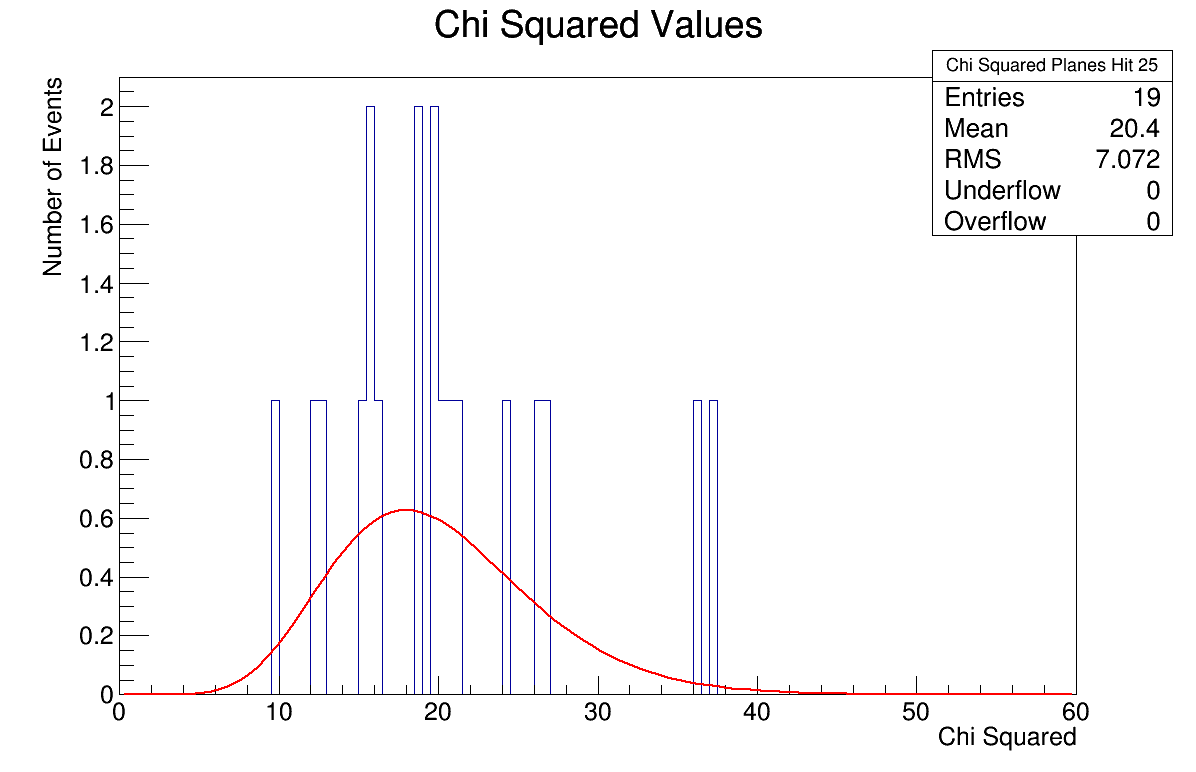 Chi Squared Values
Number of Events
Chi Squared Planes Hit 25
Entries 19
Mean 20.4
RMS 7.072
Underflow 0
Overflow 0
2
1.8
1.6
1.4
1.2
1
0.8
0.6
0.4
0.2
0
0 10 20 30 40 50 60
Chi Squared